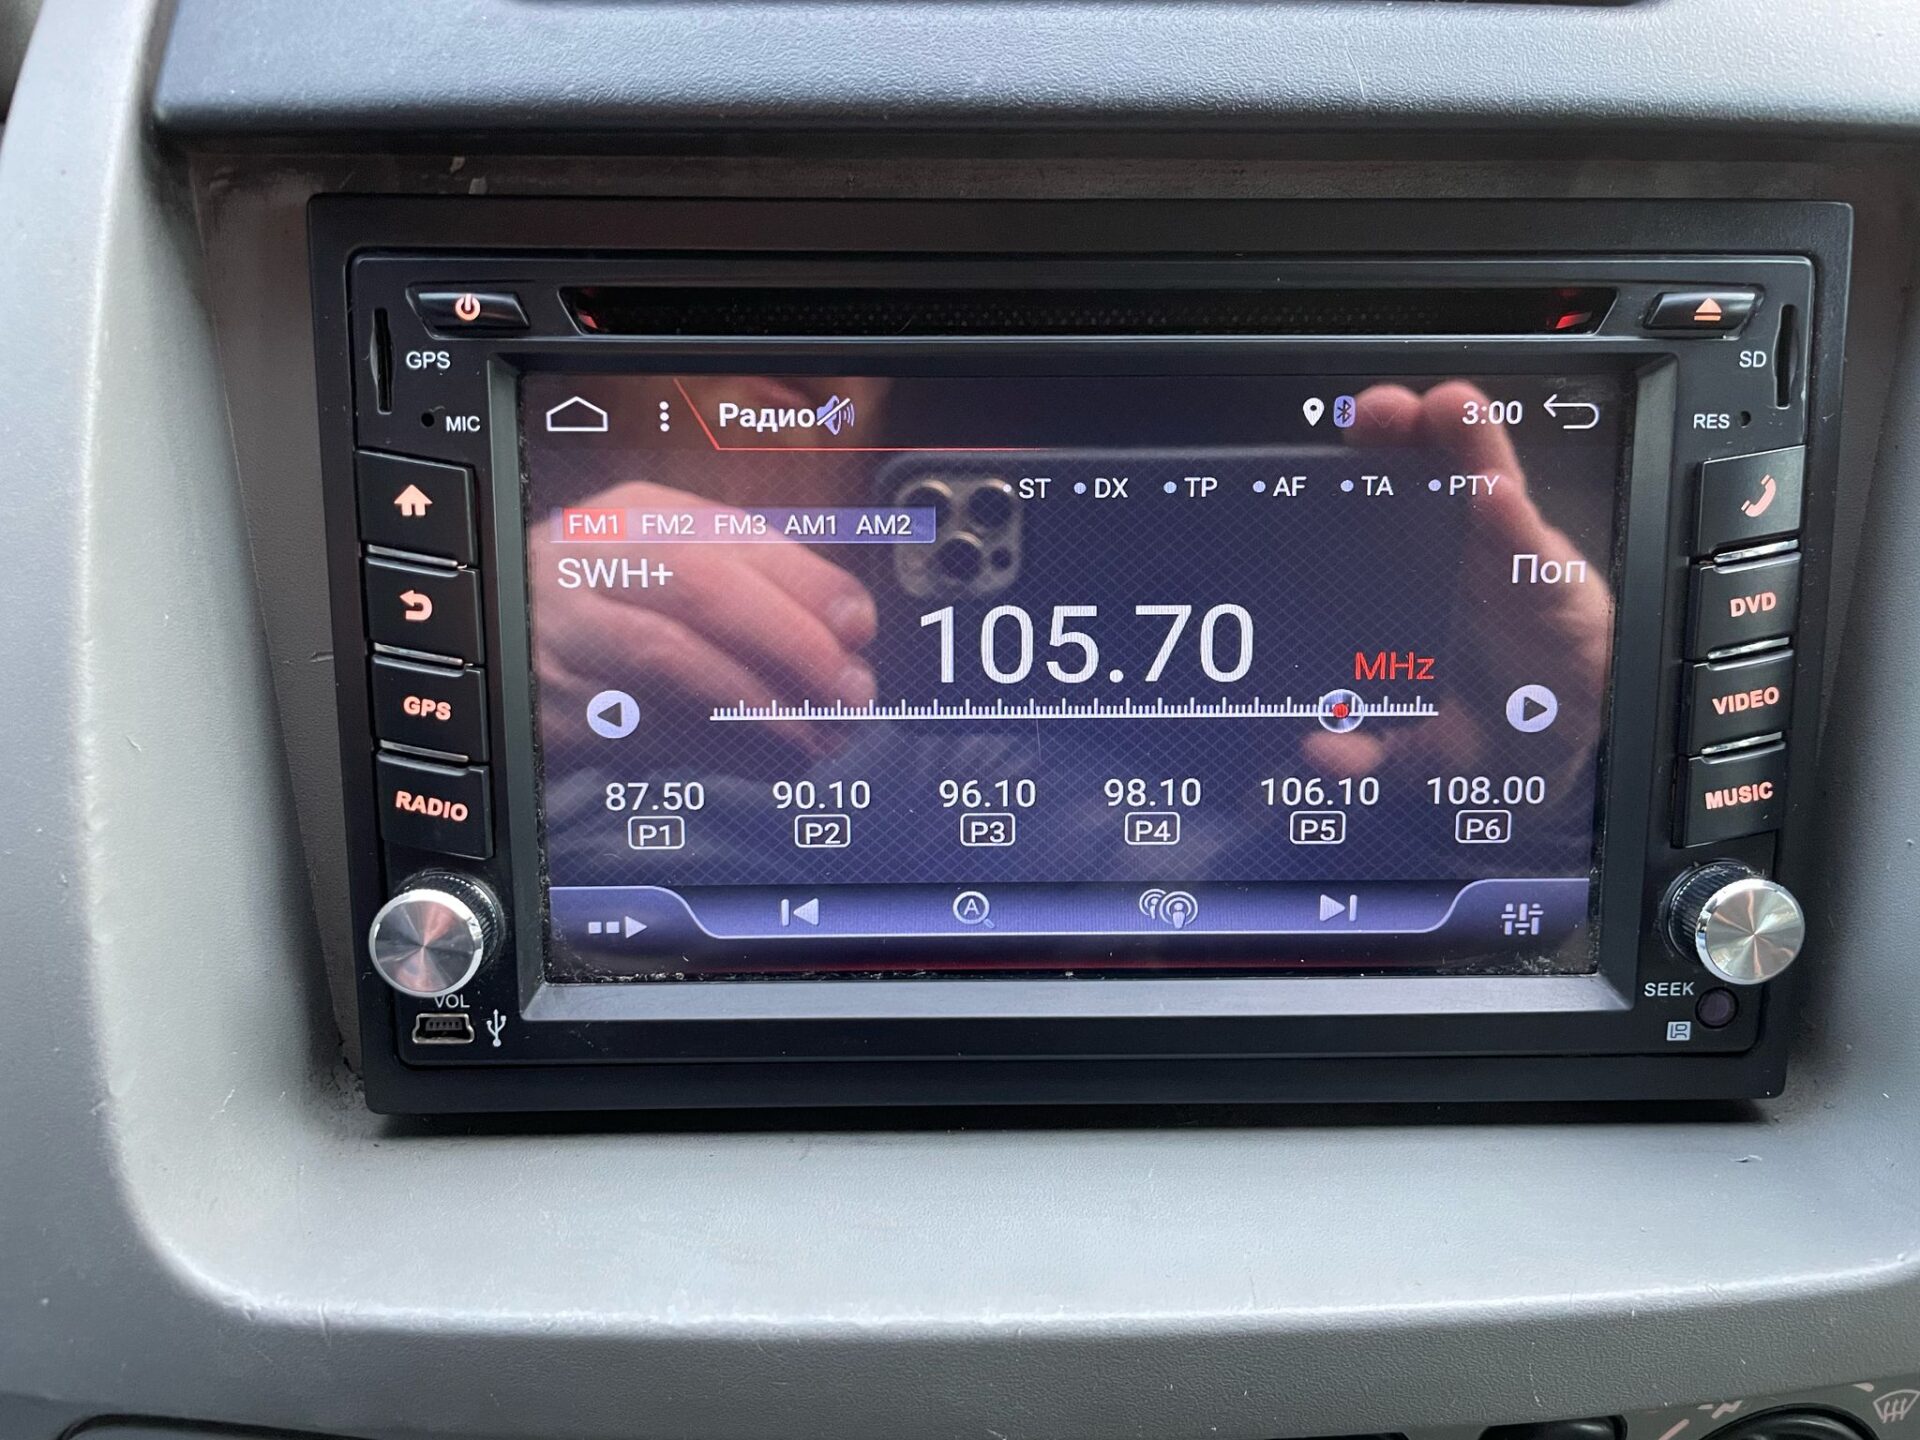 GPS
SD
MIC
RES
Радио
3:00
ST DX TP AF TA PTY
FM1 FM2 FM3 AM1 AM2
SWH+
Поп
105.70
MHz
87.50 90.10 96.10 98.10 106.10 108.00
P1 P2 P3 P4 P5 P6
GPS
RADIO
VOL
DVD
VIDEO
MUSIC
SEEK
IR